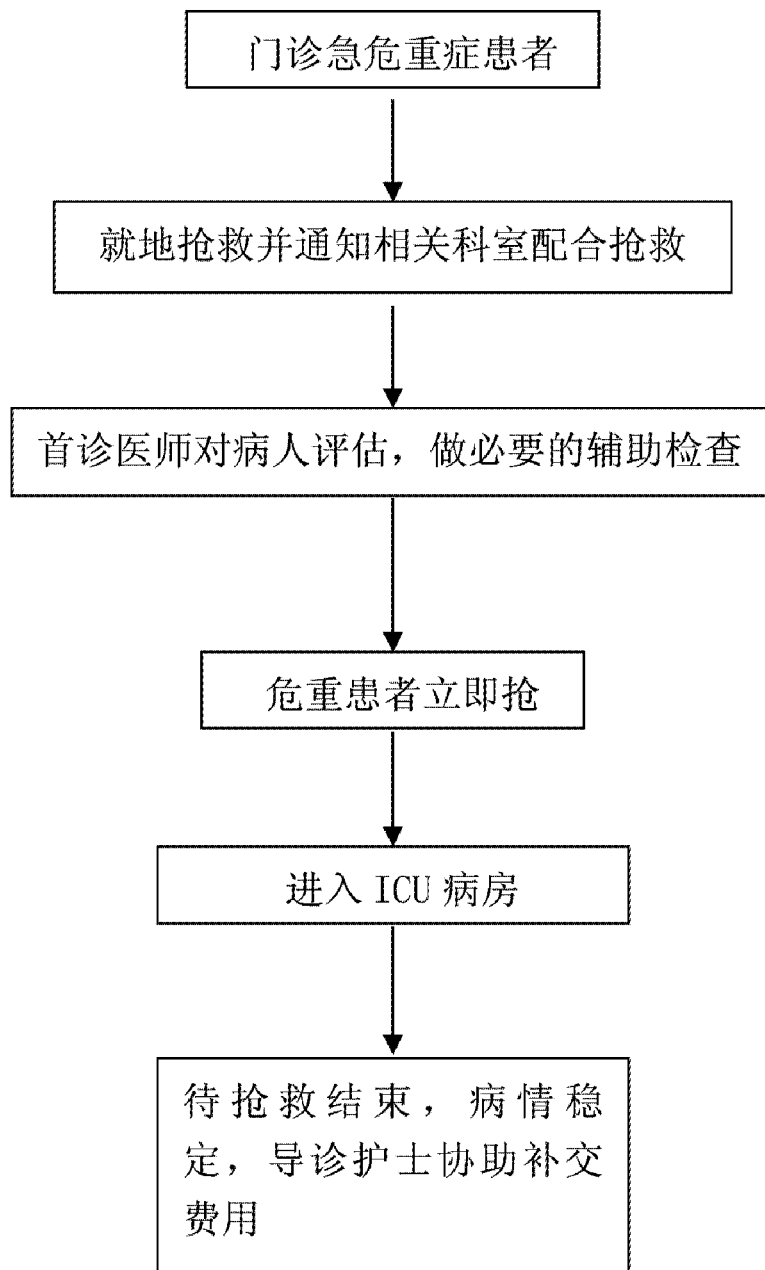 门诊急危重症患者
就地抢救并通知相关科室配合抢救
首诊医师对病人评估，做必要的辅助检查
危重患者立即抢
进入 ICU 病房
待抢救结束，病情稳
定，导诊护士协助补交
费用